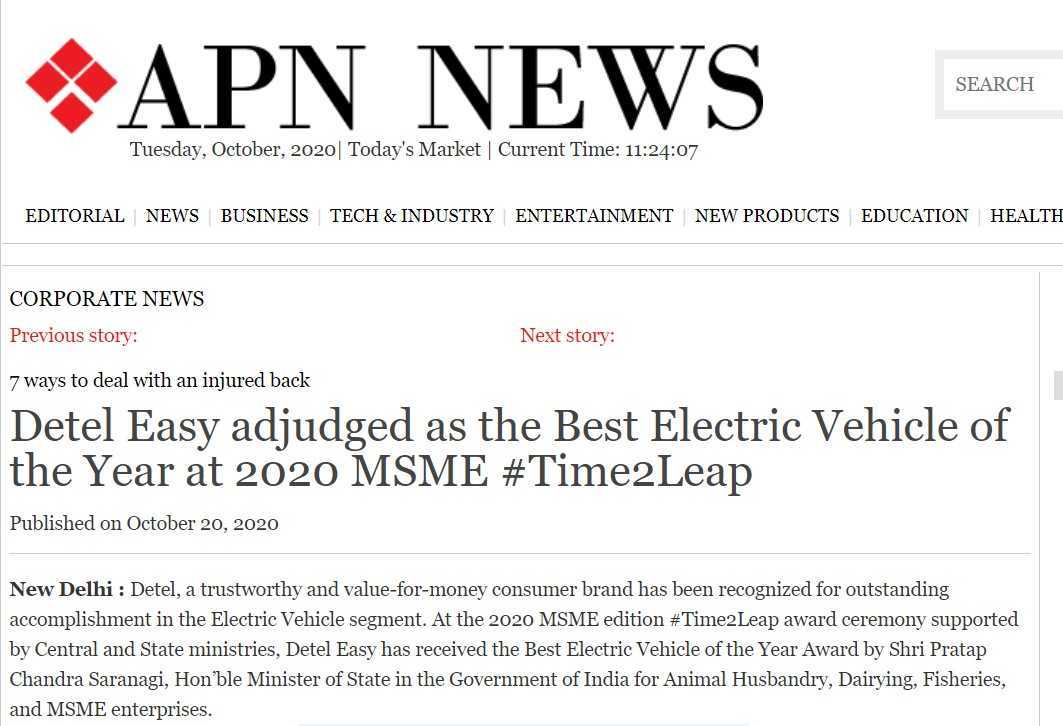 APN NEWS
SEARCH
Tuesday, October, 2020| Today's Market | Current Time: 11:24:07
EDITORIAL | NEWS | BUSINESS | TECH & INDUSTRY | ENTERTAINMENT | NEW PRODUCTS | EDUCATION | HEALTH
CORPORATE NEWS
Previous story: Next story:
7 ways to deal with an injured back
Detel Easy adjudged as the Best Electric Vehicle of
the Year at 2020 MSME #Time2Leap
Published on October 20, 2020
New Delhi : Detel, a trustworthy and value-for-money consumer brand has been recognized for outstanding
accomplishment in the Electric Vehicle segment. At the 2020 MSME edition #Time2Leap award ceremony supported
by Central and State ministries, Detel Easy has received the Best Electric Vehicle of the Year Award by Shri Pratap
Chandra Saranagi, Hon’ble Minister of State in the Government of India for Animal Husbandry, Dairying, Fisheries,
and MSME enterprises.